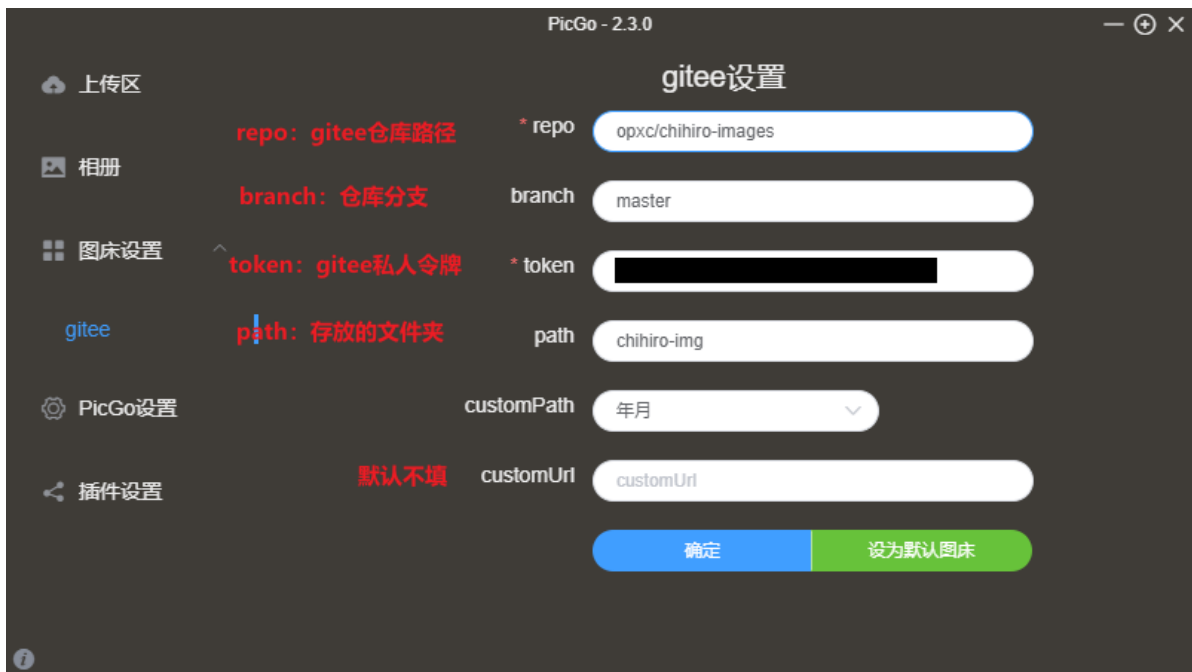 PicGo - 2.3.0
上传区
相册
图床设置
gitee
PicGo设置
插件设置
gitee设置
repo：gitee仓库路径
* repo
opxc/chihiro-images
branch：仓库分支
branch
master
token：gitee私人令牌
* token
path：存放的文件夹
path
chihiro-img
customPath
年月
默认不填
customUrl
customUrl
确定
设为默认图床